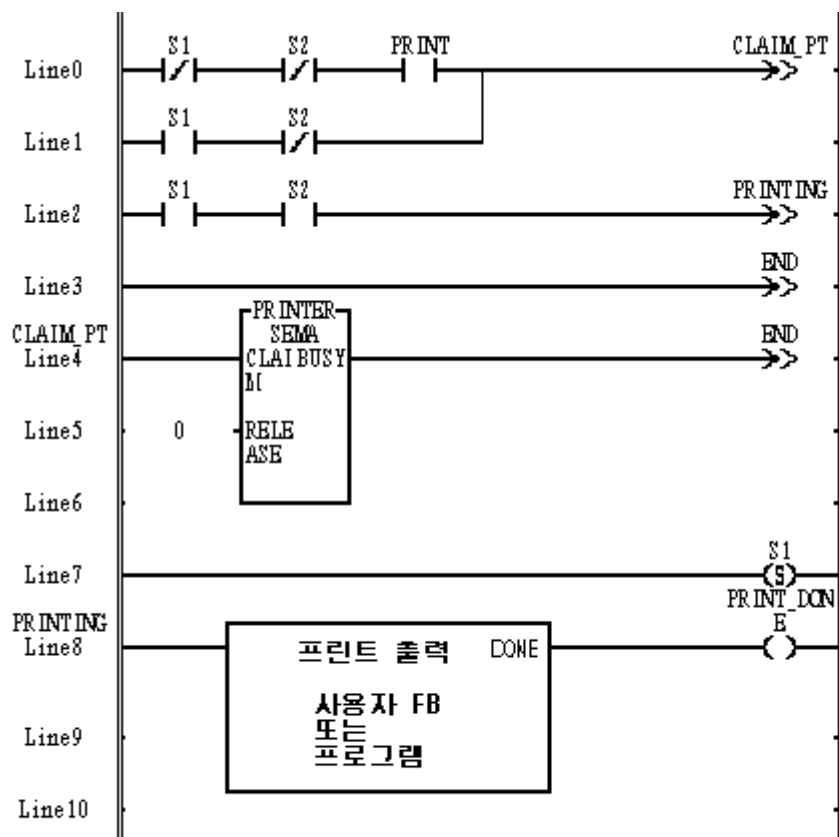 S1 S2 PRINT CLAIM_PT
Line0
S1 S2
Line1
S1 S2 PRINTING
Line2
END
Line3
PRINTER
CLAIM_PT SEMA END
Line4 CLAI BUSY
M
Line5 0 RELE
ASE
Line6
S1
Line7 (S)
PRINT_DON
PRINTING E
Line8 프린트 출력 DONE
사용자 FB
Line9 또는
프로그램
Line10